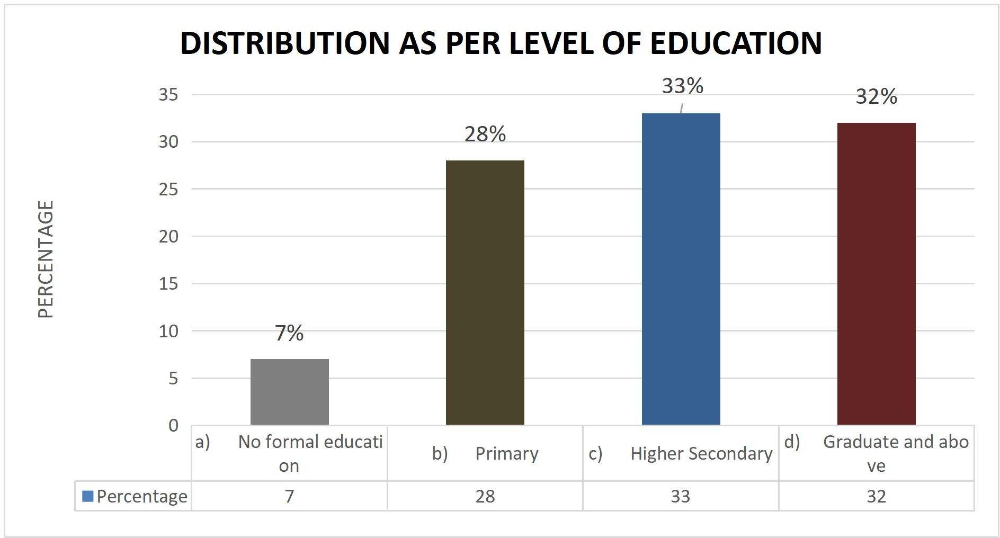 DISTRIBUTION AS PER LEVEL OF EDUCATION
PERCENTAGE
35
30
25
20
15
10
5
0
7%
28%
33%
32%
a) No formal educati
on
b) Primary
c) Higher Secondary
d) Graduate and abo
ve
Percentage 7 28 33 32